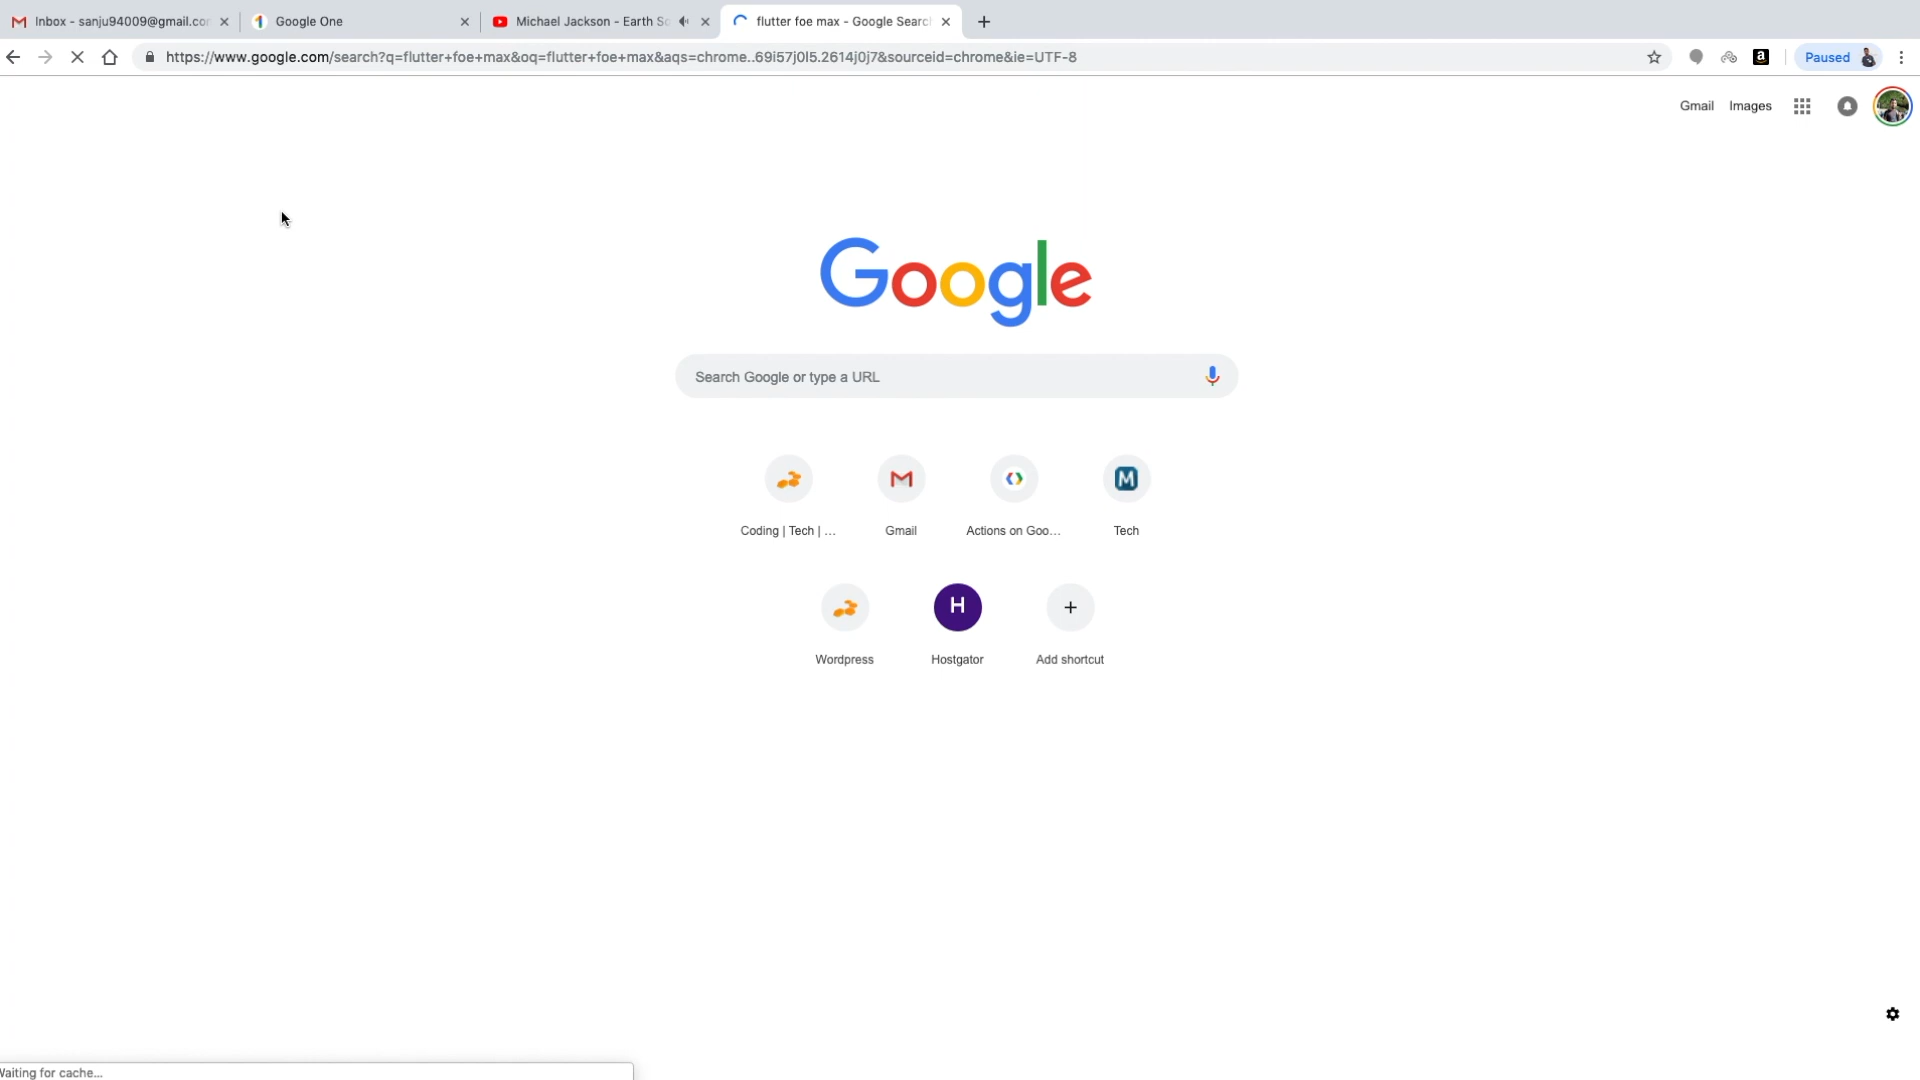 Inbox - sanju94009@gmail.co
Google One
Michael Jackson - Earth So
flutter foe max - Google Searc
https://www.google.com/search?q=flutter+foe+max&oq=flutter+foe+max&aqs=chrome..69i57j0l5.2614j0j7&sourceid=chrome&ie=UTF-8
a
Paused
Gmail
Images
Google
Search Google or type a URL
M
Coding | Tech | ...
Gmail
Actions on Goo...
Tech
H
Wordpress
Hostgator
Add shortcut
Waiting for cache...